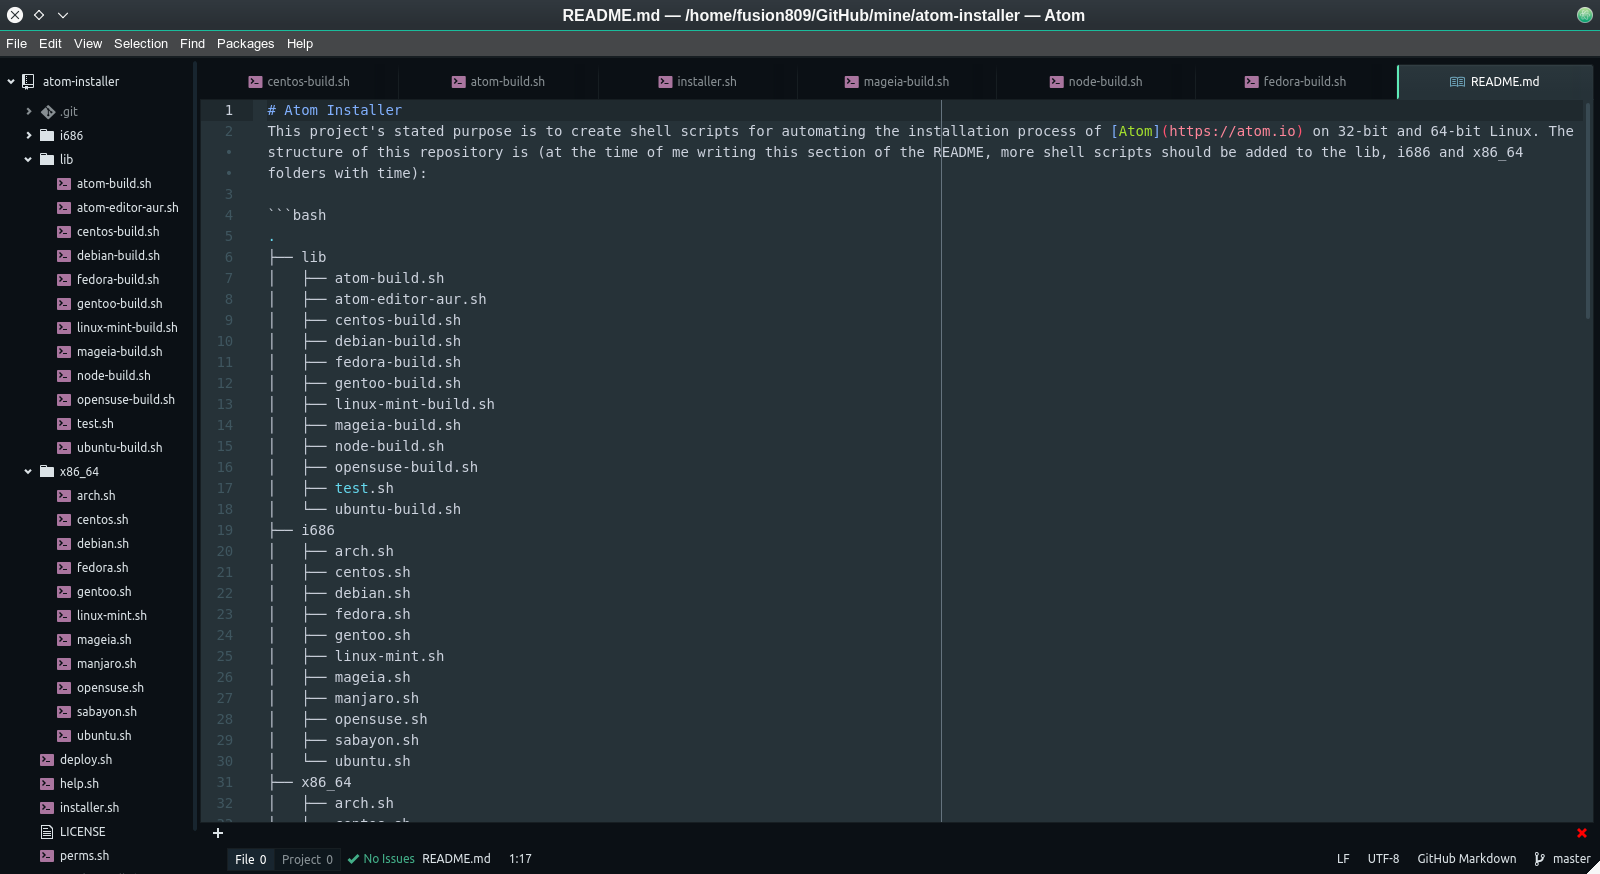 README.md — /home/fusion809/GitHub/mine/atom-installer — Atom
File Edit View Selection Find Packages Help
atom-installer
.git
i686
lib
atom-build.sh
atom-editor-aur.sh
centos-build.sh
debian-build.sh
fedora-build.sh
gentoo-build.sh
linux-mint-build.sh
mageia-build.sh
node-build.sh
opensuse-build.sh
test.sh
ubuntu-build.sh
x86_64
arch.sh
centos.sh
debian.sh
fedora.sh
gentoo.sh
linux-mint.sh
mageia.sh
manjaro.sh
opensuse.sh
sabayon.sh
ubuntu.sh
deploy.sh
help.sh
installer.sh
LICENSE
perms.sh
centos-build.sh atom-build.sh installer.sh mageia-build.sh node-build.sh fedora-build.sh README.md
1 # Atom Installer
2 This project's stated purpose is to create shell scripts for automating the installation process of [Atom](https://atom.io) on 32-bit and 64-bit Linux. The
• structure of this repository is (at the time of me writing this section of the README, more shell scripts should be added to the lib, i686 and x86_64
• folders with time):
3
4 ```bash
5 .
6 ├── lib
7 │   ├── atom-build.sh
8 │   ├── atom-editor-aur.sh
9 │   ├── centos-build.sh
10 │   ├── debian-build.sh
11 │   ├── fedora-build.sh
12 │   ├── gentoo-build.sh
13 │   ├── linux-mint-build.sh
14 │   ├── mageia-build.sh
15 │   ├── node-build.sh
16 │   ├── opensuse-build.sh
17 │   ├── test.sh
18 │   └── ubuntu-build.sh
19 ├── i686
20 │   ├── arch.sh
21 │   ├── centos.sh
22 │   ├── debian.sh
23 │   ├── fedora.sh
24 │   ├── gentoo.sh
25 │   ├── linux-mint.sh
26 │   ├── mageia.sh
27 │   ├── manjaro.sh
28 │   ├── opensuse.sh
29 │   ├── sabayon.sh
30 │   └── ubuntu.sh
31 ├── x86_64
32 │   ├── arch.sh
+
File 0 Project 0 No Issues README.md 1:17 LF UTF-8 GitHub Markdown master